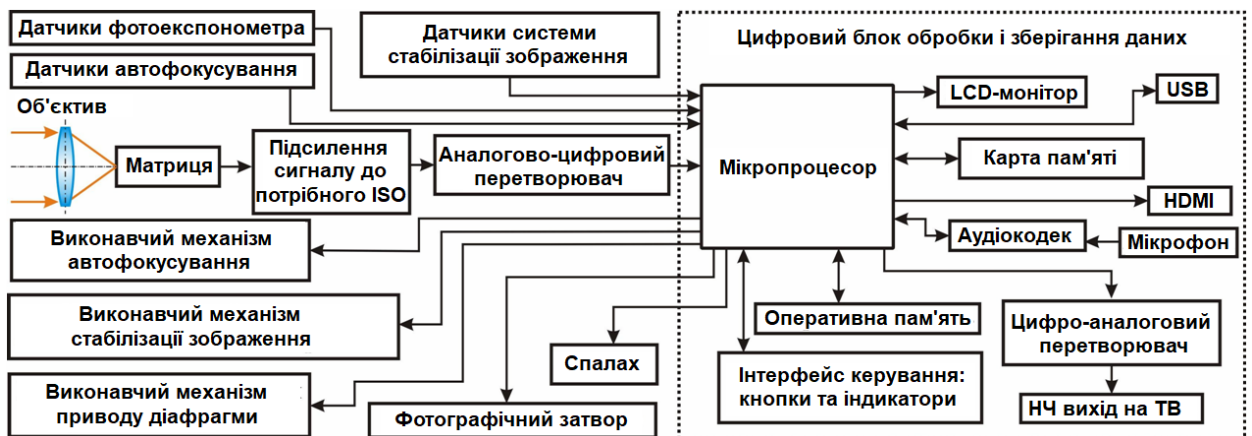 Датчики фотоекспонометра
Датчики автофокусування
Датчики системи
стабілізації зображення
Цифровий блок обробки і зберігання даних
Об'єктив
Матриця
Підсилення
сигналу до
потрібного ISO
Аналогово-цифровий
перетворювач
Мікропроцесор
LCD-монітор
USB
Карта пам'яті
HDMI
Аудіокодек
Мікрофон
Виконавчий механізм
автофокусування
Виконавчий механізм
стабілізації зображення
Виконавчий механізм
приводу діафрагми
Спалах
Фотографічний затвор
Оперативна пам'ять
Інтерфейс керування:
кнопки та індикатори
Цифро-аналоговий
перетворювач
НЧ вихід на ТВ